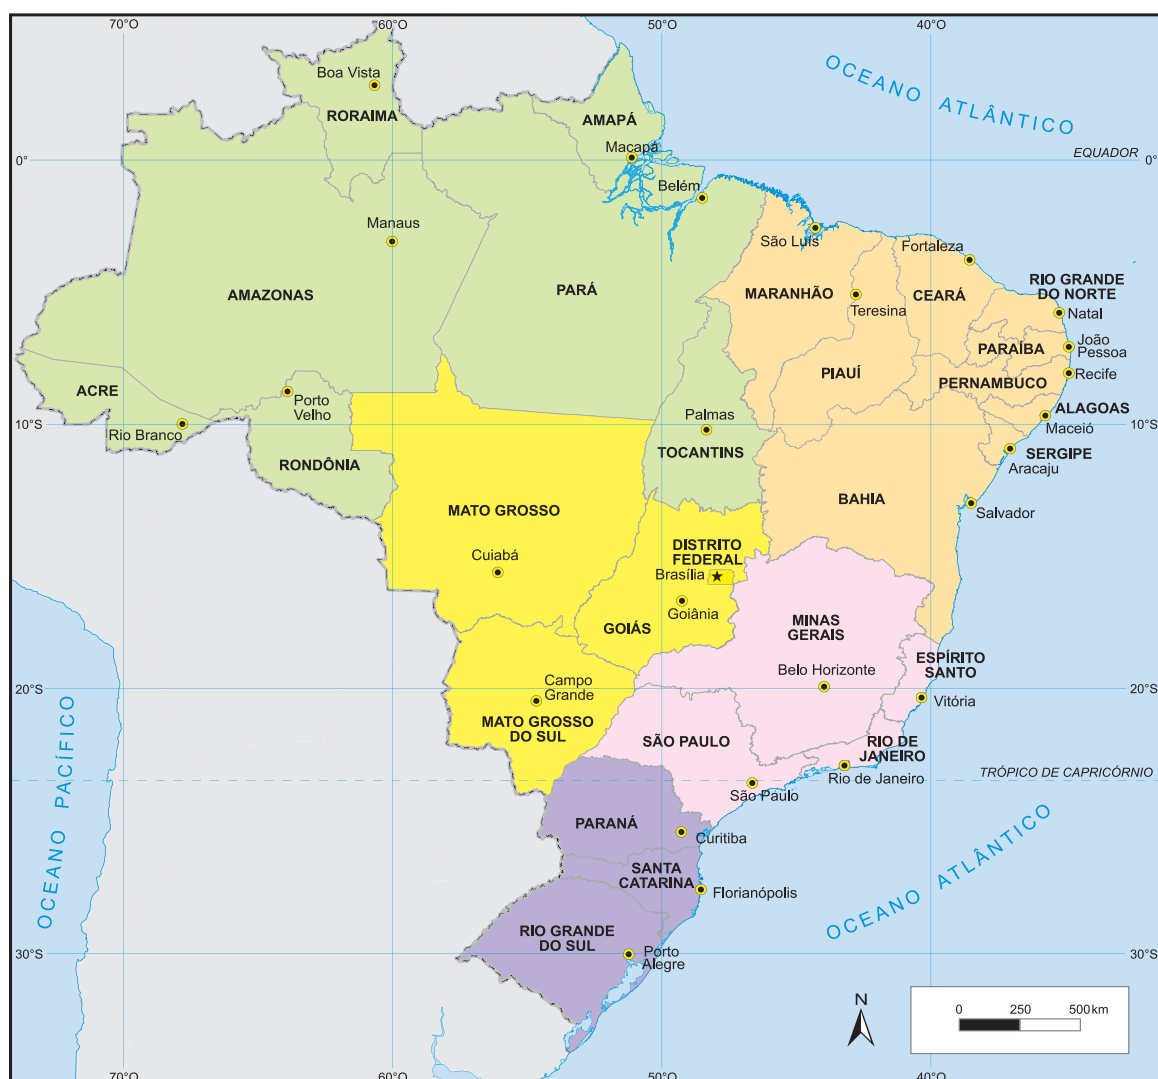 70°O
60°O
50°O
40°O
Boa Vista
RORAIMA
AMAPÁ
Macapá
OCEANO ATLÂNTICO
EQUADOR
0°
0°
Belém
Manaus
São Luís
Fortaleza
AMAZONAS
PARÁ
MARANHÃO
Teresina
CEARÁ
RIO GRANDE
DO NORTE
Natal
PARAÍBA
João
Pessoa
PIAUÍ
PERNAMBUCO
Recife
ACRE
Porto
Velho
Rio Branco
Palmas
ALAGOAS
Maceió
10°S
10°S
RONDÔNIA
TOCANTINS
SERGIPE
Aracaju
BAHIA
Salvador
MATO GROSSO
Cuiabá
DISTRITO
FEDERAL
Brasília
Goiânia
GOIÁS
MINAS
GERAIS
Belo Horizonte
ESPÍRITO
SANTO
Vitória
20°S
20°S
Campo
Grande
MATO GROSSO
DO SUL
SÃO PAULO
RIO DE
JANEIRO
Rio de Janeiro
São Paulo
TRÓPICO DE CAPRICÓRNIO
OCEANO PACÍFICO
PARANÁ
Curitiba
SANTA
CATARINA
Florianópolis
OCEANO ATLÂNTICO
RIO GRANDE
DO SUL
Porto
Alegre
30°S
30°S
N
0 250 500 km
70°O
60°O
50°O
40°O